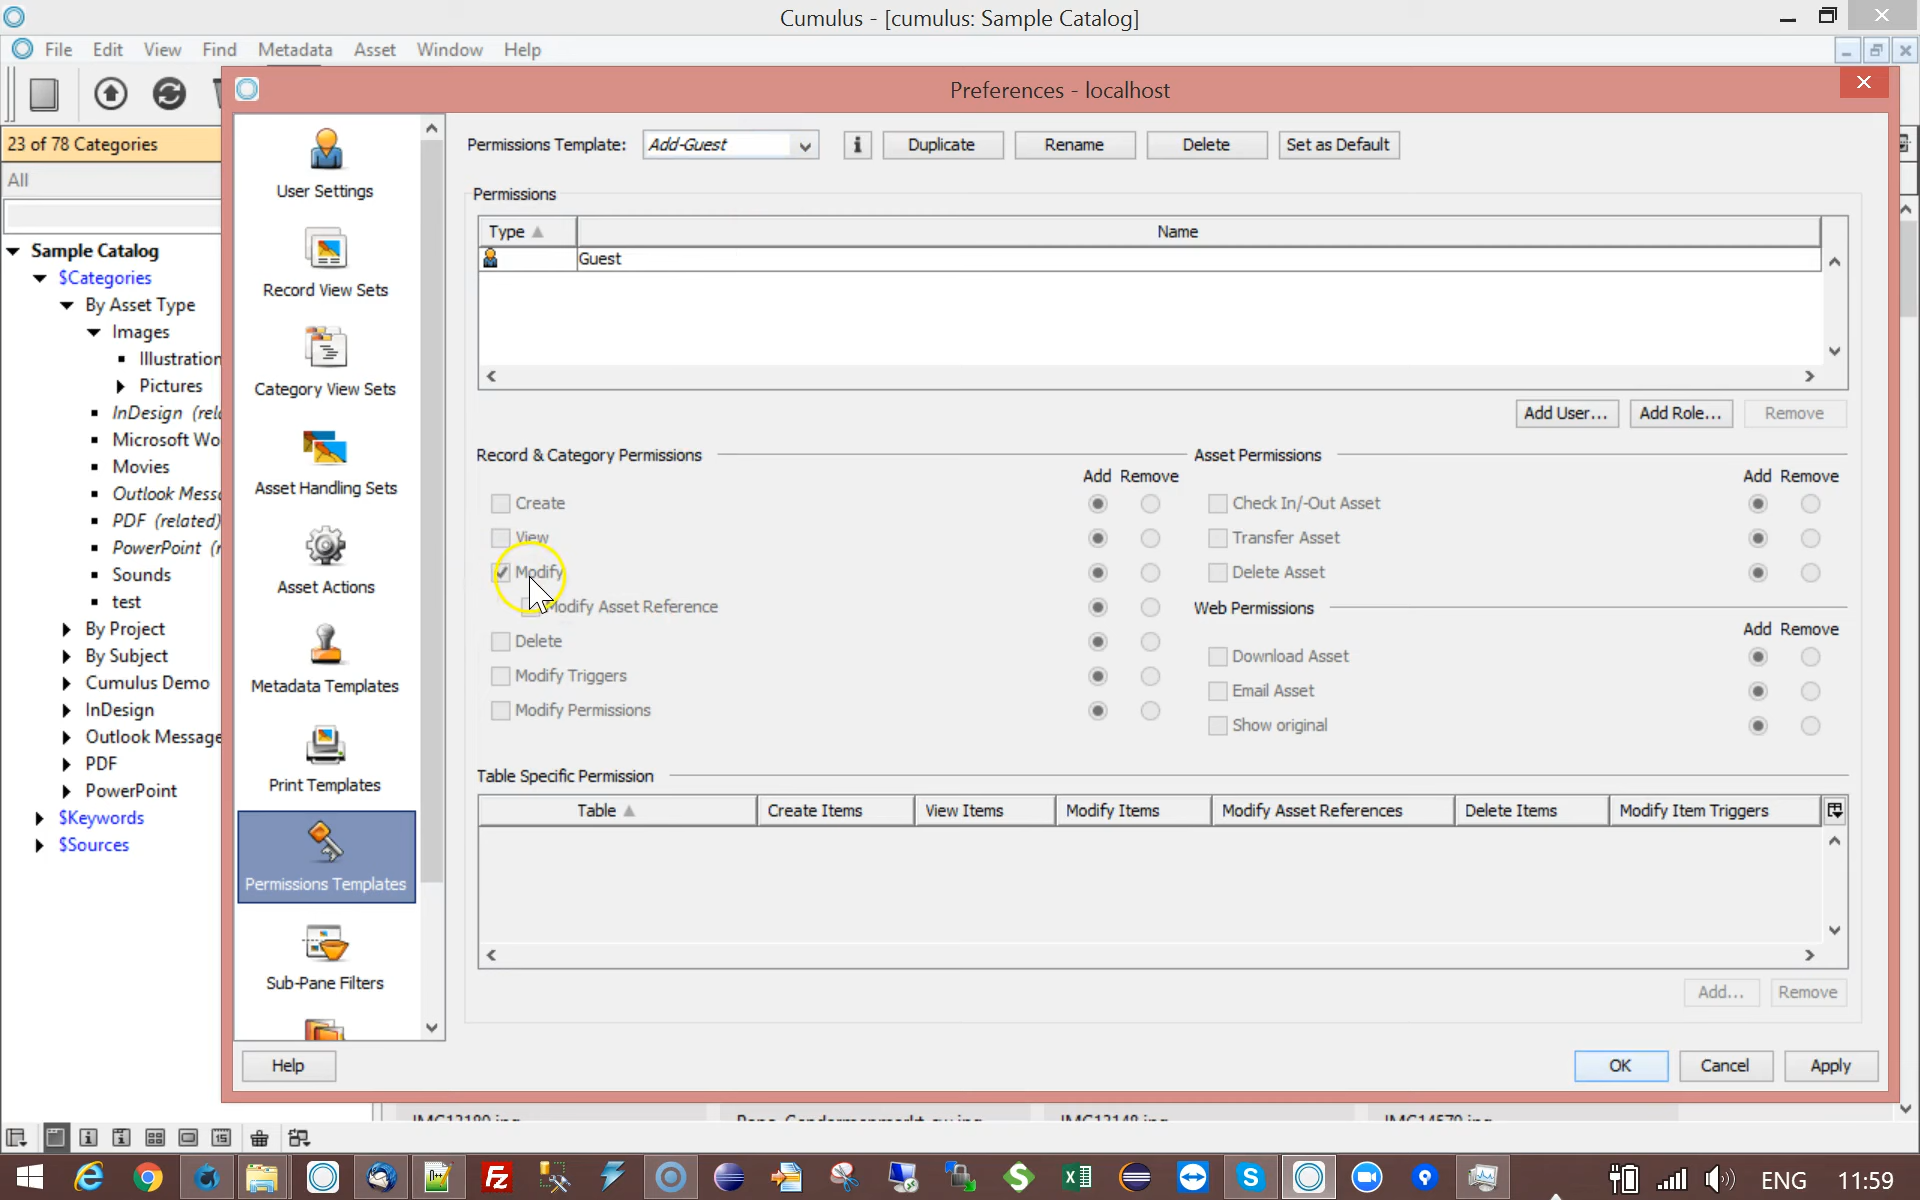 Cumulus - [cumulus: Sample Catalog]
File Edit View Find Metadata Asset Window Help
Preferences - localhost
23 of 78 Categories
All
Sample Catalog
$Categories
By Asset Type
Images
Illustration
Pictures
InDesign (rel
Microsoft Wo
Movies
Outlook Mess
PDF (related)
PowerPoint (r
Sounds
test
By Project
By Subject
Cumulus Demo
InDesign
Outlook Message
PDF
PowerPoint
$Keywords
$Sources
User Settings
Record View Sets
Category View Sets
Asset Handling Sets
Asset Actions
Metadata Templates
Print Templates
Permissions Templates
Sub-Pane Filters
Help
Permissions Template: Add-Guest i Duplicate Rename Delete Set as Default
Permissions
Type Name
Guest
Add User... Add Role... Remove
Record & Category Permissions
Add Remove
Create
View
Modify
Modify Asset Reference
Delete
Modify Triggers
Modify Permissions
Asset Permissions
Add Remove
Check In/-Out Asset
Transfer Asset
Delete Asset
Web Permissions
Add Remove
Download Asset
Email Asset
Show original
Table Specific Permission
Table Create Items View Items Modify Items Modify Asset References Delete Items Modify Item Triggers
Add... Remove
OK Cancel Apply
15
ENG 11:59